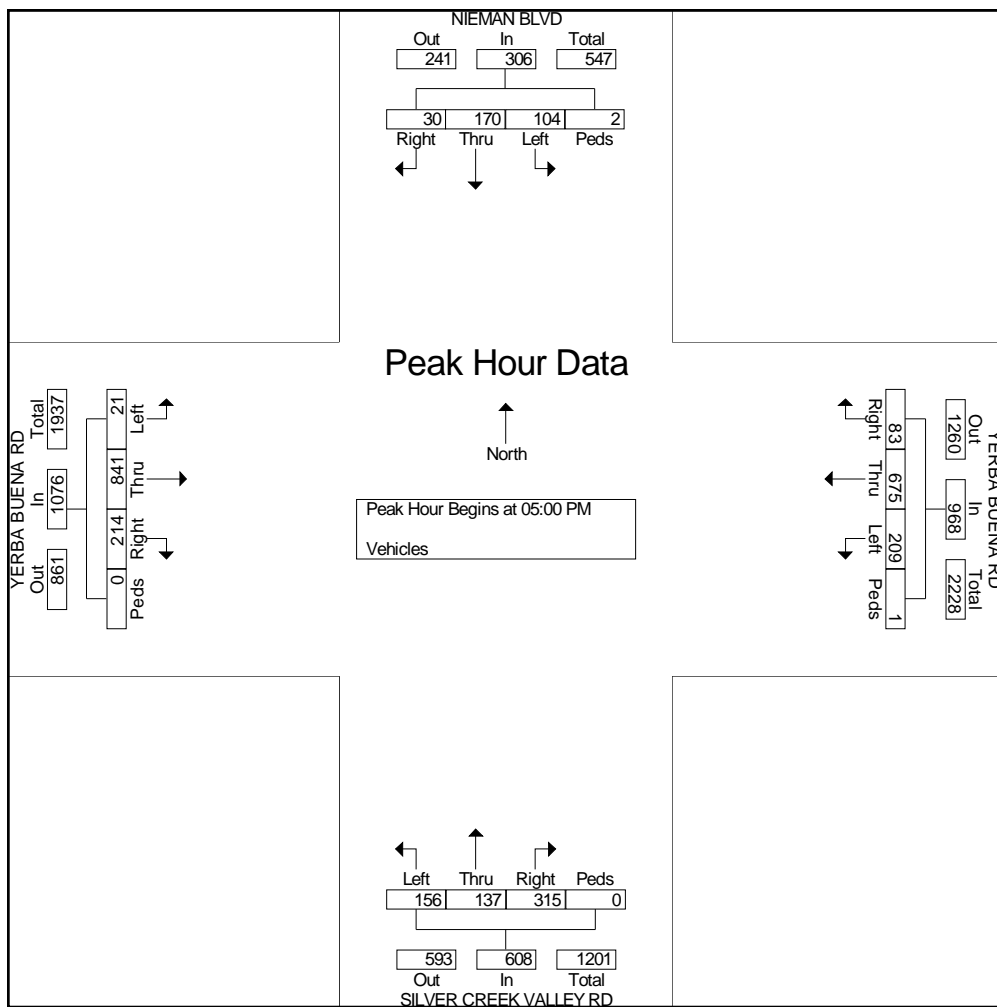 NIEMAN BLVD
Out In Total
241 306 547
30 170 104 2
Right Thru Left Peds
Peak Hour Data
North
Peak Hour Begins at 05:00 PM
Vehicles
YERBA BUENA RD
Total In Out
1937 1076 861
21 841 214 0
Left Thru Right Peds
YERBA BUENA RD
Out In Total
1260 968 2228
83 675 209 1
Right Thru Left Peds
Left Thru Right Peds
156 137 315 0
593 608 1201
Out In Total
SILVER CREEK VALLEY RD